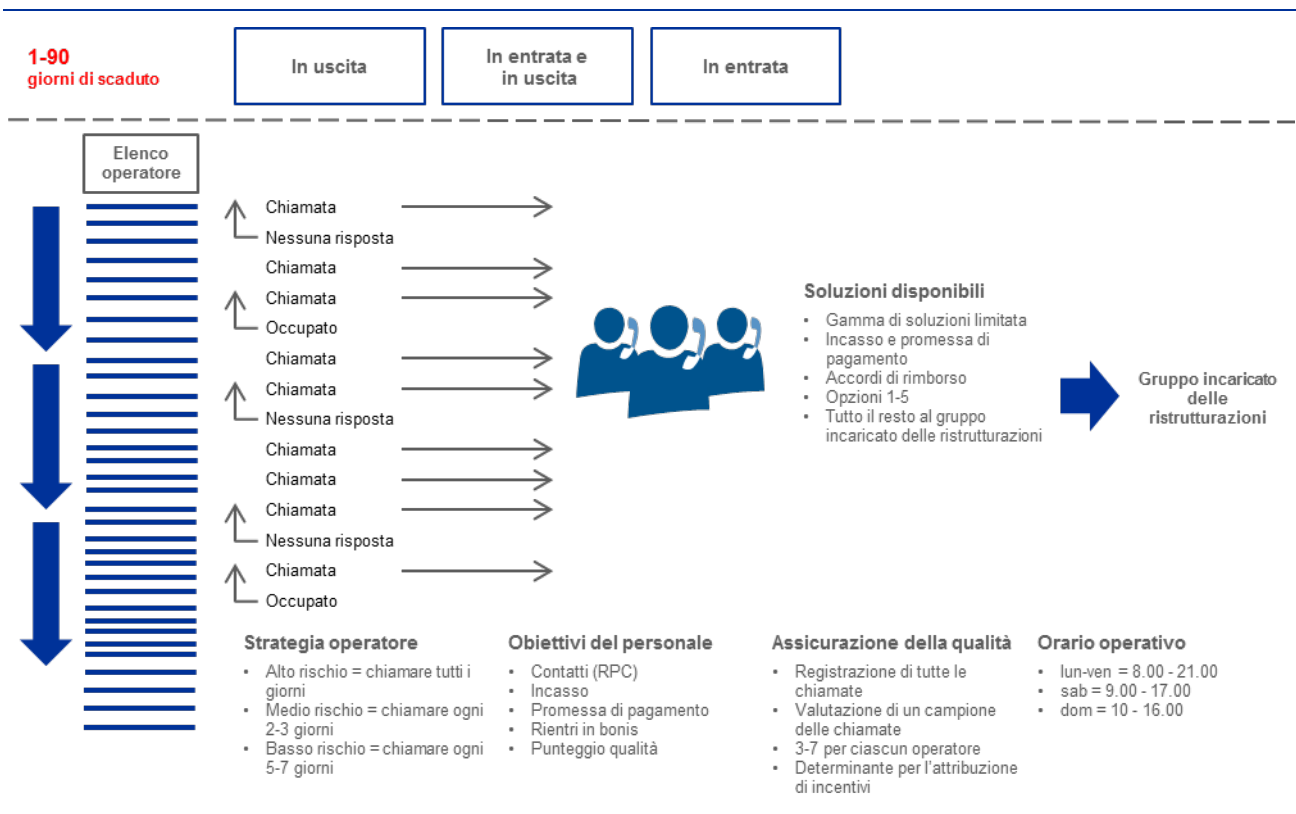 1-90
giorni di scaduto
In uscita
In entrata e
in uscita
In entrata
Elenco
operatore
Chiamata
Nessuna risposta
Chiamata
Chiamata
Occupato
Chiamata
Chiamata
Nessuna risposta
Chiamata
Chiamata
Chiamata
Nessuna risposta
Chiamata
Occupato
Soluzioni disponibili
• Gamma di soluzioni limitata
• Incasso e promessa di
pagamento
• Accordi di rimborso
• Opzioni 1-5
• Tutto il resto al gruppo
incaricato delle ristrutturazioni
Gruppo incaricato
delle
ristrutturazioni
Strategia operatore
• Alto rischio = chiamare tutti i
giorni
• Medio rischio = chiamare ogni
2-3 giorni
• Basso rischio = chiamare ogni
5-7 giorni
Obiettivi del personale
• Contatti (RPC)
• Incasso
• Promessa di pagamento
• Rientri in bonis
• Punteggio qualità
Assicurazione della qualità
• Registrazione di tutte le
chiamate
• Valutazione di un campione
delle chiamate
• 3-7 per ciascun operatore
• Determinante per l'attribuzione
di incentivi
Orario operativo
• lun-ven = 8.00 - 21.00
• sab = 9.00 - 17.00
• dom = 10 - 16.00